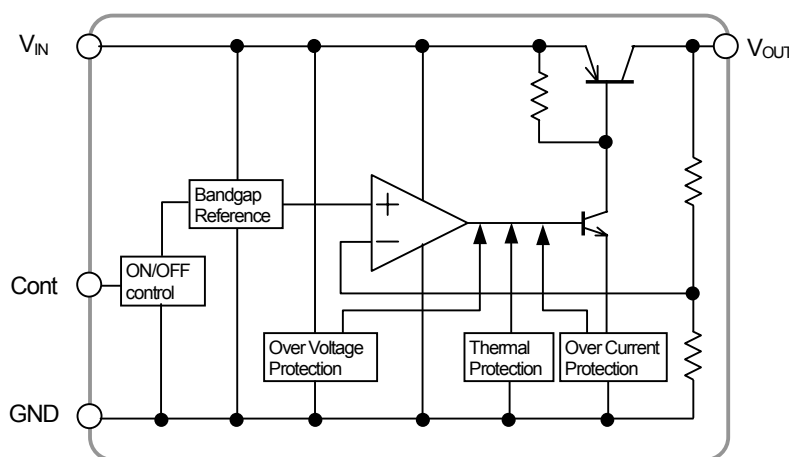 VIN
VOUT
Bandgap
Reference
+
−
Cont
ON/OFF
control
Over Voltage
Protection
Thermal
Protection
Over Current
Protection
GND